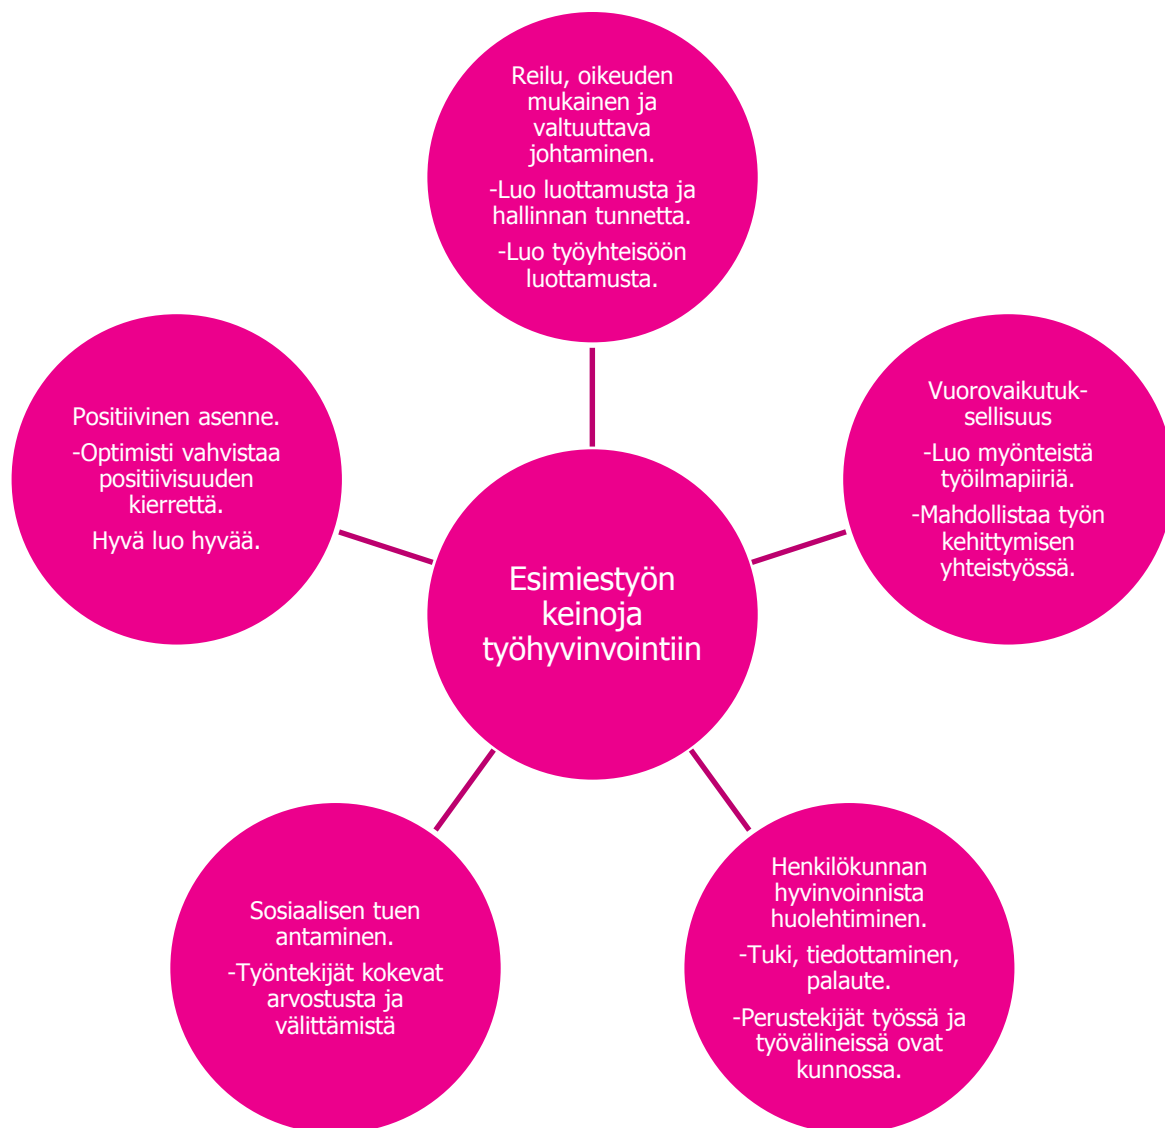 Reilu, oikeuden
mukainen ja
valtuuttava
johtaminen.
-Luo luottamusta ja
hallinnan tunnetta.
-Luo työyhteisöön
luottamusta.
Vuorovaikutuk-
sellisuus
-Luo myönteistä
työilmapiiriä.
-Mahdollistaa työn
kehittymisen
yhteistyössä.
Henkilökunnan
hyvinvoinnista
huolehtiminen.
-Tuki, tiedottaminen,
palaute.
-Perustekijät työssä ja
työvälineissä ovat
kunnossa.
Sosiaalisen tuen
antaminen.
-Työntekijät kokevat
arvostusta ja
välittämistä
Positiivinen asenne.
-Optimisti vahvistaa
positiivisuuden
kierrettä.
Hyvä luo hyvää.
Esimiestyön
keinoja
työhyvinvointiin